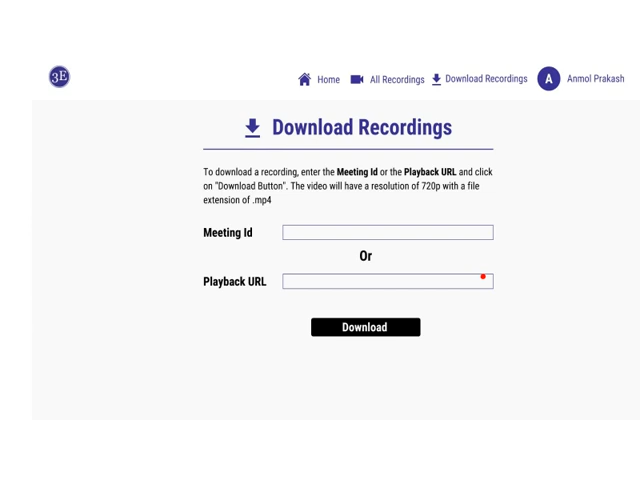 3E
Home
All Recordings
Download Recordings
A
Anmol Prakash
Download Recordings
To download a recording, enter the Meeting Id or the Playback URL and click
on "Download Button". The video will have a resolution of 720p with a file
extension of .mp4
Meeting Id
Or
Playback URL
Download